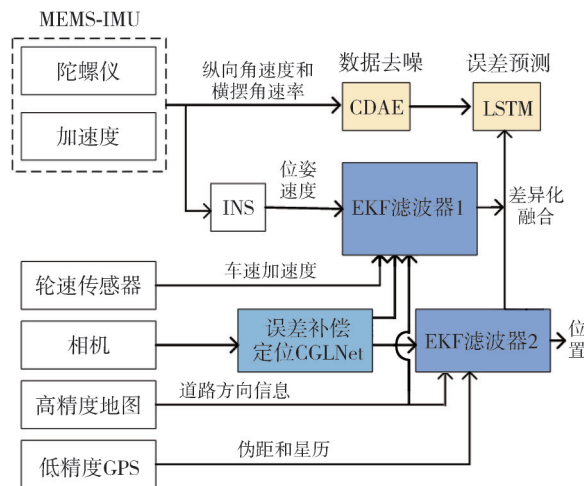 MEMS-IMU
陀螺仪
加速度
纵向角速度和
横摆角速率
数据去噪
CDAE
误差预测
LSTM
位姿
速度
INS
EKF滤波器1
差异化
融合
车速加速度
轮速传感器
相机
误差补偿
定位CGLNet
EKF滤波器2
位
置
高精度地图
道路方向信息
低精度GPS
伪距和星历